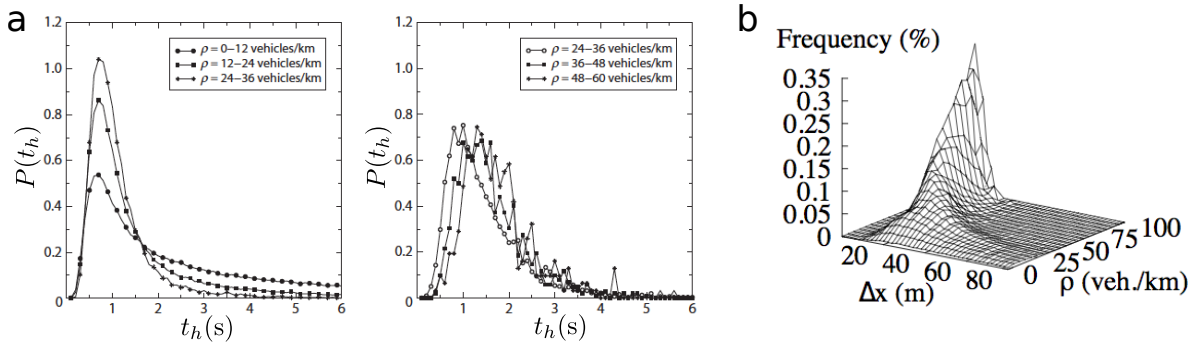 a
1.2
1.0
0.8
0.6
0.4
0.2
0
1 2 3 4 5 6
P(t_h)
t_h(s)
ρ = 0–12 vehicles/km
ρ = 12–24 vehicles/km
ρ = 24–36 vehicles/km
1.2
1.0
0.8
0.6
0.4
0.2
0
0 1 2 3 4 5 6
P(t_h)
t_h(s)
ρ = 24–36 vehicles/km
ρ = 36–48 vehicles/km
ρ = 48–60 vehicles/km
b
Frequency (%)
0.35
0.3
0.25
0.2
0.15
0.1
0.05
0
20 40 60 80
Δx (m)
0 25 50 75 100
ρ (veh./km)